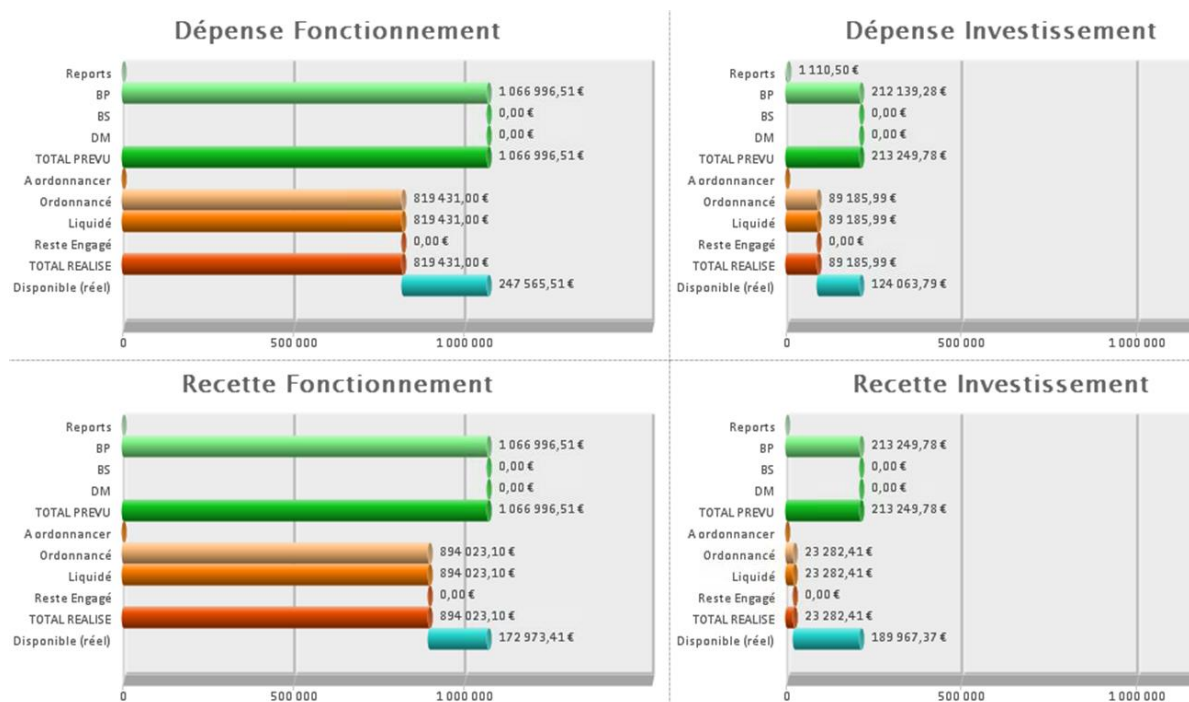 Dépense Fonctionnement
Reports
BP 1 066 996,51 €
BS 0,00 €
DM 0,00 €
TOTAL PREVU 1 066 996,51 €
A ordonnancer
Ordonnancé 819 431,00 €
Liquidé 819 431,00 €
Reste Engagé 0,00 €
TOTAL REALISE 819 431,00 €
Disponible (réel) 247 565,51 €
0 500 000 1 000 000
Dépense Investissement
Reports 1 110,50 €
BP 212 139,28 €
BS 0,00 €
DM 0,00 €
TOTAL PREVU 213 249,78 €
A ordonnancer
Ordonnancé 89 185,99 €
Liquidé 89 185,99 €
Reste Engagé 0,00 €
TOTAL REALISE 89 185,99 €
Disponible (réel) 124 063,79 €
0 500 000 1 000 000
Recette Fonctionnement
Reports
BP 1 066 996,51 €
BS 0,00 €
DM 0,00 €
TOTAL PREVU 1 066 996,51 €
A ordonnancer
Ordonnancé 894 023,10 €
Liquidé 894 023,10 €
Reste Engagé 0,00 €
TOTAL REALISE 894 023,10 €
Disponible (réel) 172 973,41 €
0 500 000 1 000 000
Recette Investissement
Reports
BP 213 249,78 €
BS 0,00 €
DM 0,00 €
TOTAL PREVU 213 249,78 €
A ordonnancer
Ordonnancé 23 282,41 €
Liquidé 23 282,41 €
Reste Engagé 0,00 €
TOTAL REALISE 23 282,41 €
Disponible (réel) 189 967,37 €
0 500 000 1 000 000